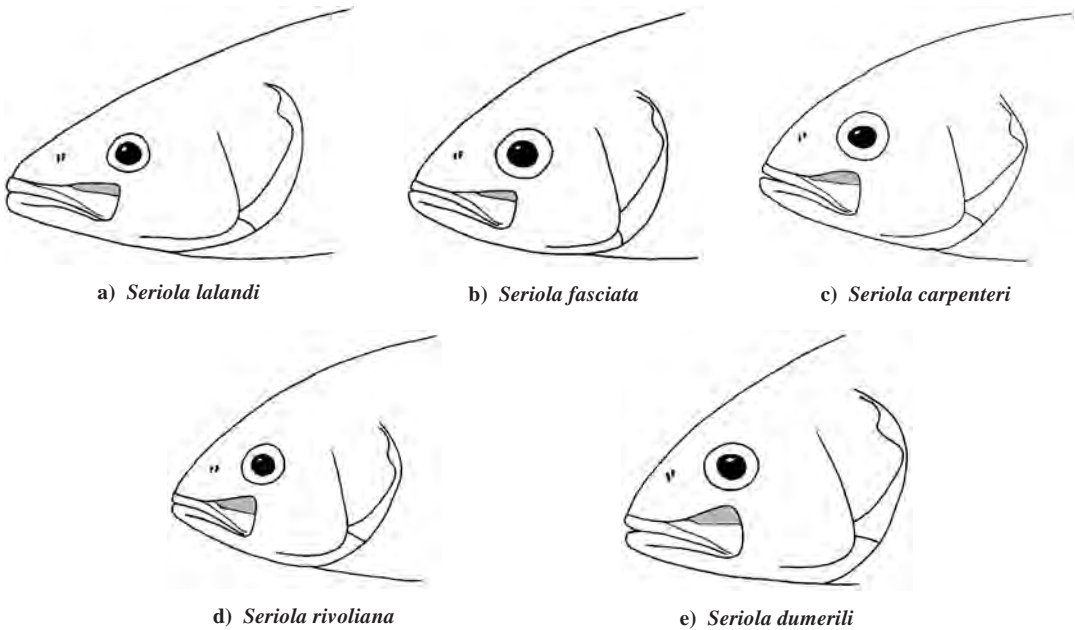 a) Seriola lalandi
b) Seriola fasciata
c) Seriola carpenteri
d) Seriola rivoliana
e) Seriola dumerili